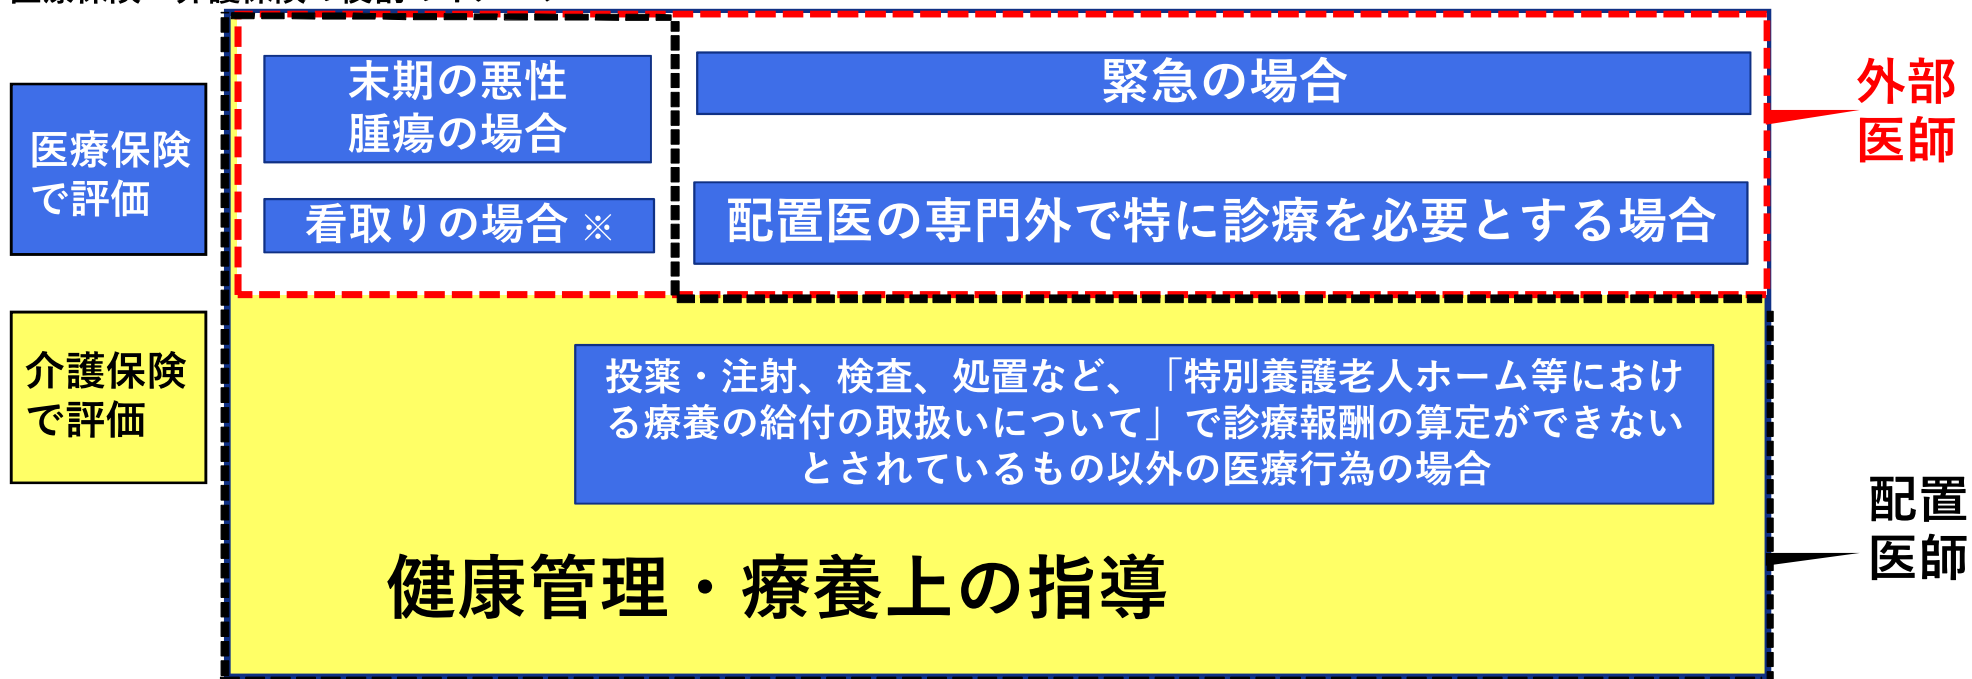 末期の悪性
腫瘍の場合
緊急の場合
外部
医師
医療保険
で評価
看取りの場合 ※
配置医の専門外で特に診療を必要とする場合
介護保険
で評価
投薬・注射、検査、処置など、「特別養護老人ホーム等におけ
る療養の給付の取扱いについて」で診療報酬の算定ができない
とされているもの以外の医療行為の場合
配置
医師
健康管理・療養上の指導